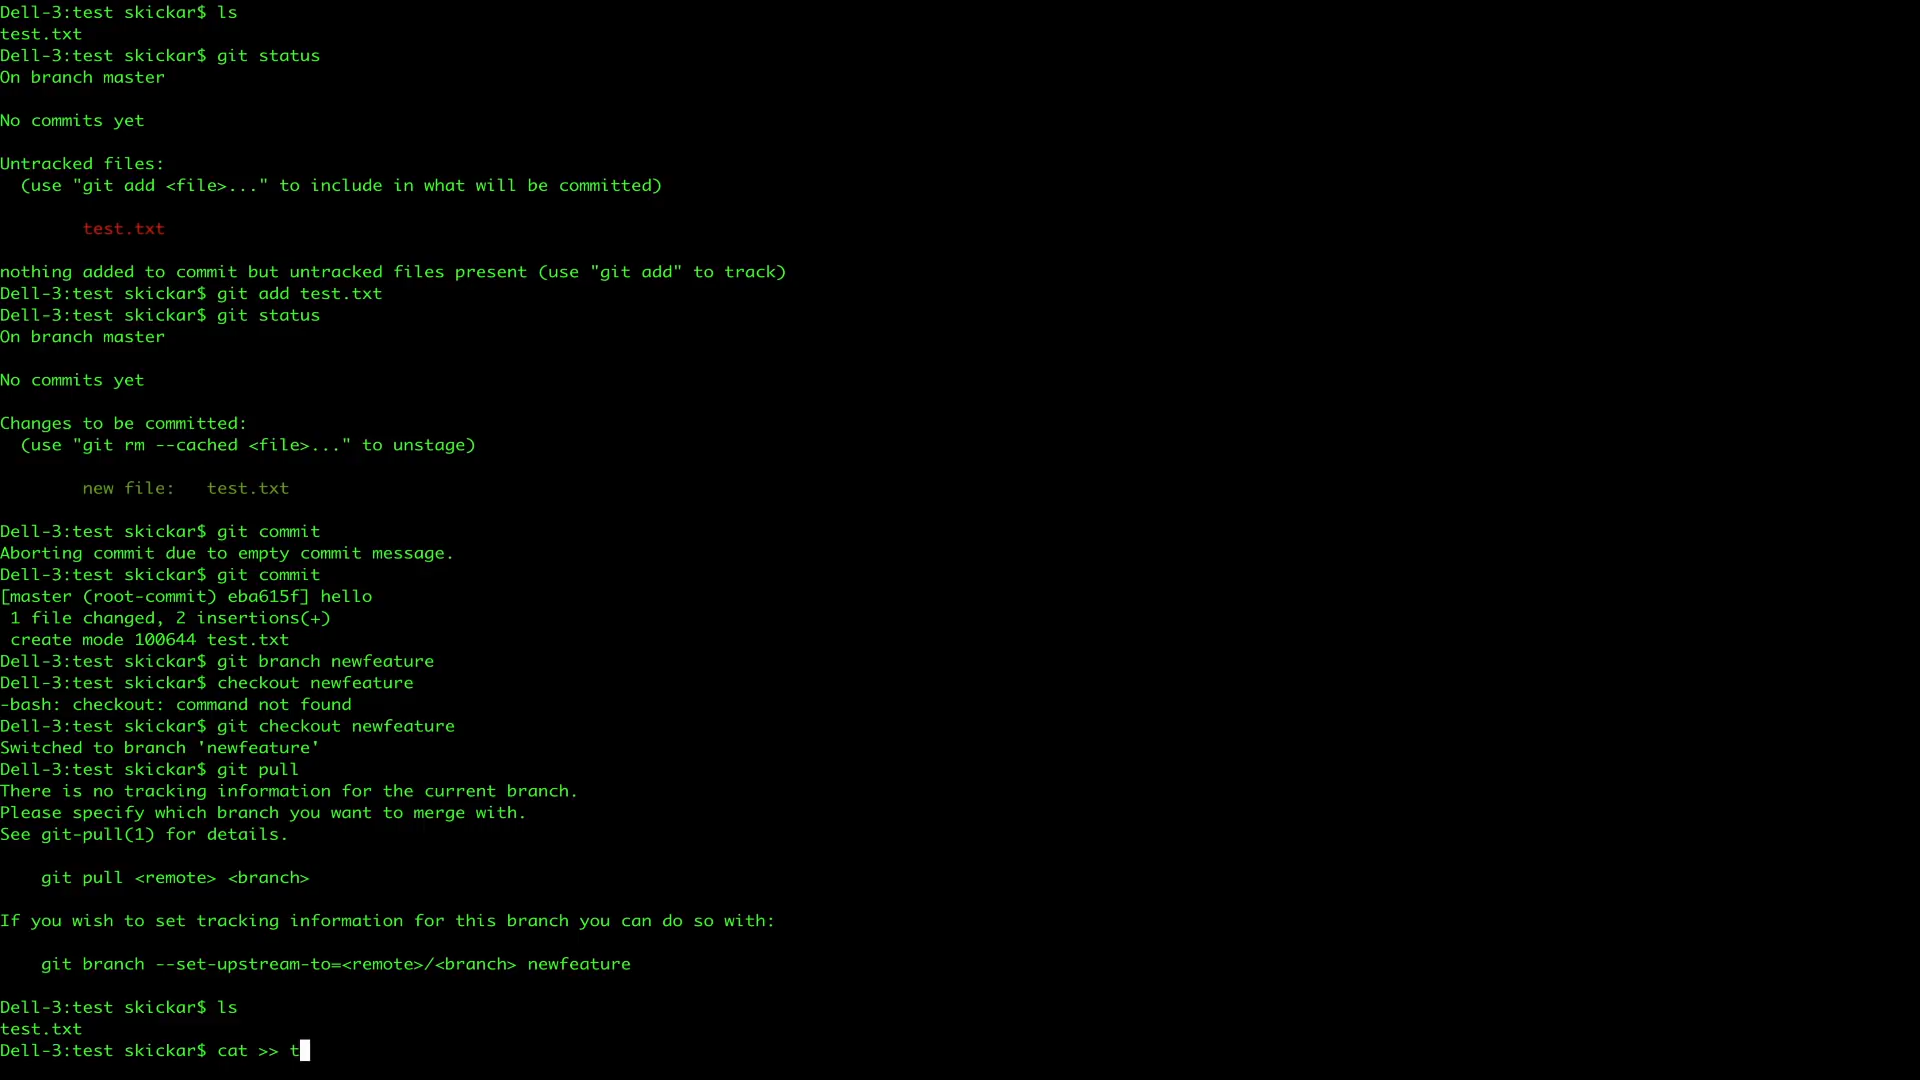 Dell-3:test skickar$ ls
test.txt
Dell-3:test skickar$ git status
On branch master
No commits yet
Untracked files:
  (use "git add <file>..." to include in what will be committed)
        test.txt
nothing added to commit but untracked files present (use "git add" to track)
Dell-3:test skickar$ git add test.txt
Dell-3:test skickar$ git status
On branch master
No commits yet
Changes to be committed:
  (use "git rm --cached <file>..." to unstage)
        new file:   test.txt
Dell-3:test skickar$ git commit
Aborting commit due to empty commit message.
Dell-3:test skickar$ git commit
[master (root-commit) eba615f] hello
 1 file changed, 2 insertions(+)
 create mode 100644 test.txt
Dell-3:test skickar$ git branch newfeature
Dell-3:test skickar$ checkout newfeature
-bash: checkout: command not found
Dell-3:test skickar$ git checkout newfeature
Switched to branch 'newfeature'
Dell-3:test skickar$ git pull
There is no tracking information for the current branch.
Please specify which branch you want to merge with.
See git-pull(1) for details.
    git pull <remote> <branch>
If you wish to set tracking information for this branch you can do so with:
    git branch --set-upstream-to=<remote>/<branch> newfeature
Dell-3:test skickar$ ls
test.txt
Dell-3:test skickar$ cat >> t